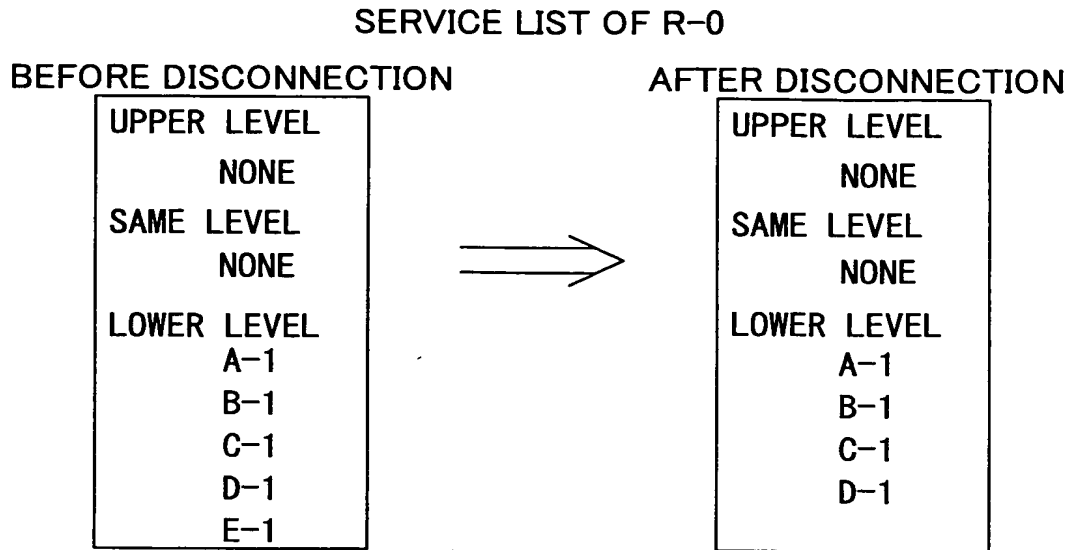 SERVICE LIST OF R-0
BEFORE DISCONNECTION
UPPER LEVEL
NONE
SAME LEVEL
NONE
LOWER LEVEL
A-1
B-1
C-1
D-1
E-1
AFTER DISCONNECTION
UPPER LEVEL
NONE
SAME LEVEL
NONE
LOWER LEVEL
A-1
B-1
C-1
D-1